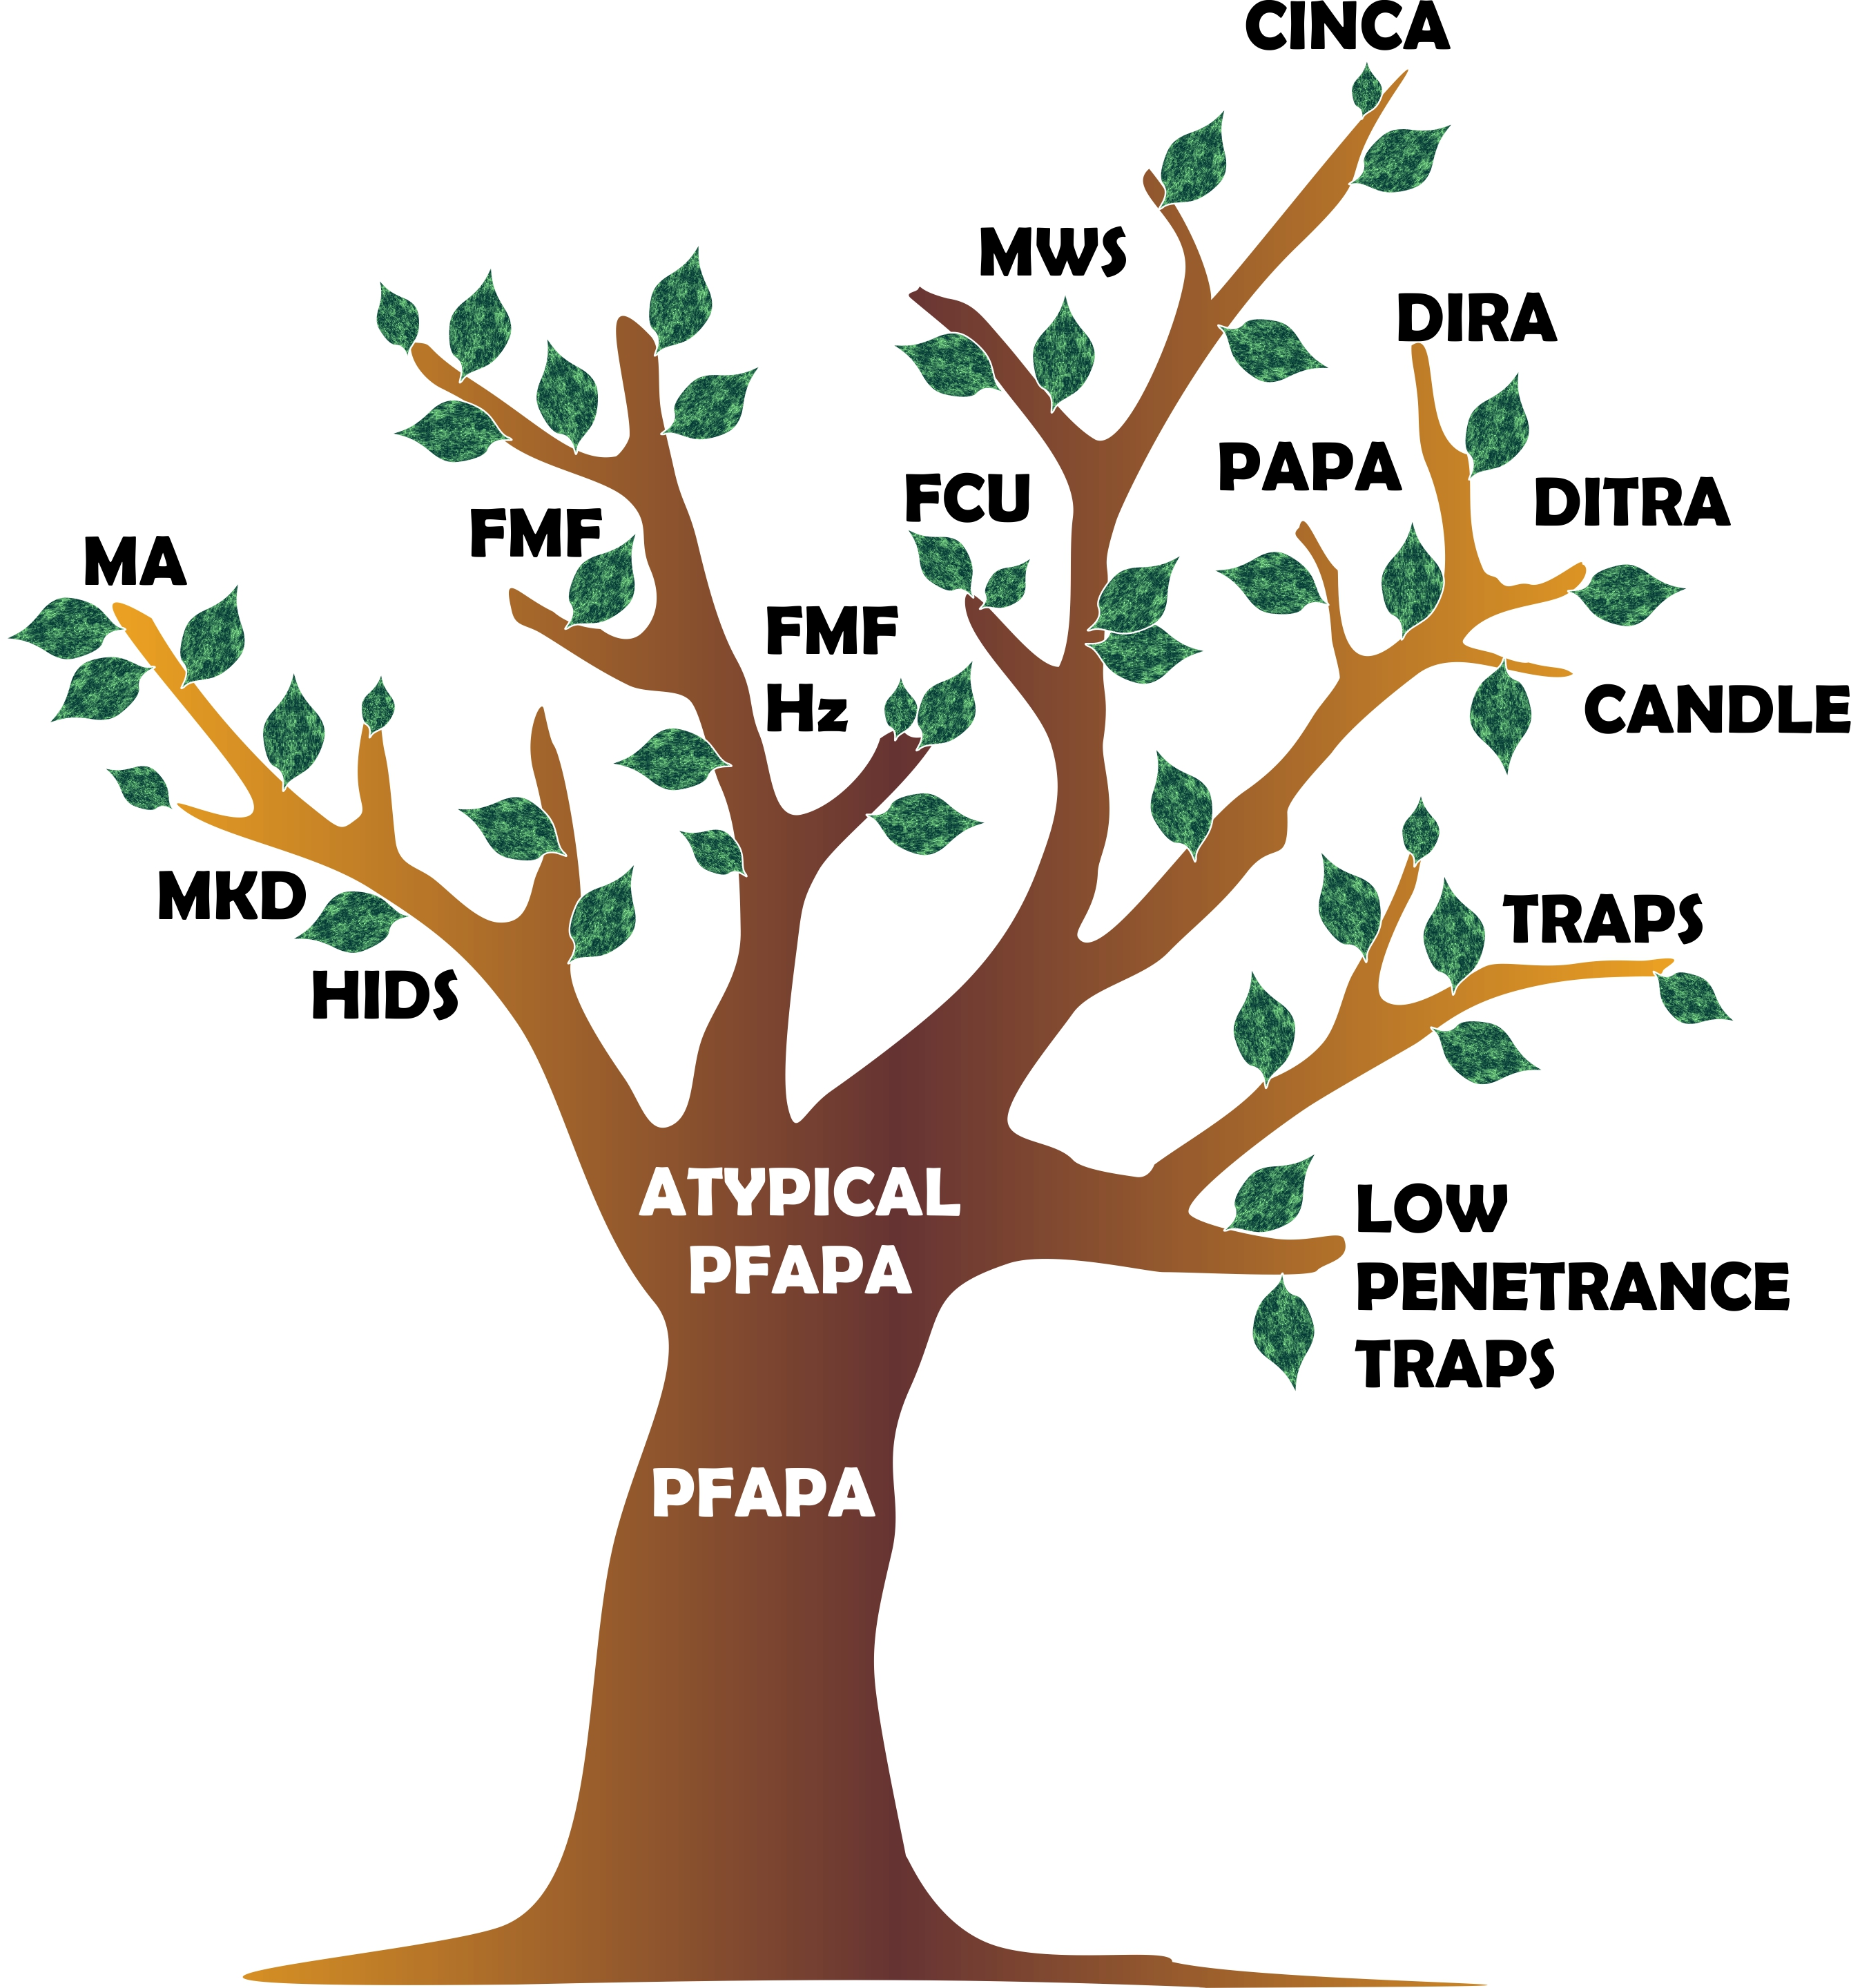 CINCA
MWS
DIRA
PAPA
FCU
DITRA
FMF
MA
FMF
Hz
CANDLE
MKD
TRAPS
HIDS
ATYPICAL
PFAPA
LOW
PENETRANCE
TRAPS
PFAPA